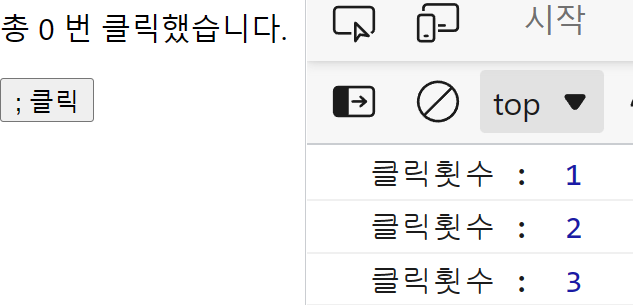 총 0 번 클릭했습니다.
; 클릭
시작
top
클릭횟수 : 1
클릭횟수 : 2
클릭횟수 : 3